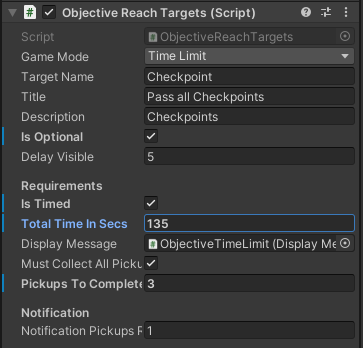 Objective Reach Targets (Script)
Script ObjectiveReachTargets
Game Mode Time Limit
Target Name Checkpoint
Title Pass all Checkpoints
Description Checkpoints
Is Optional
Delay Visible 5
Requirements
Is Timed
Total Time In Secs 135
Display Message ObjectiveTimeLimit (Display Me
Must Collect All Picku
Pickups To Complete 3
Notification
Notification Pickups R 1